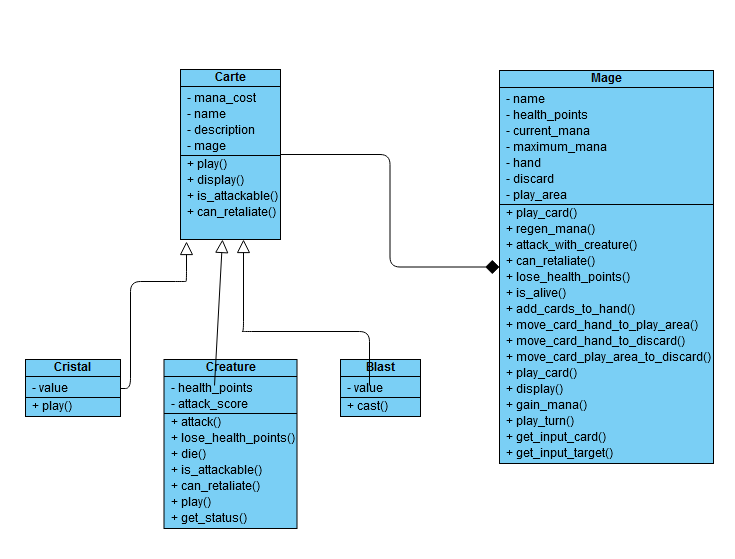 Carte
- mana_cost
- name
- description
- mage
+ play()
+ display()
+ is_attackable()
+ can_retaliate()
Mage
- name
- health_points
- current_mana
- maximum_mana
- hand
- discard
- play_area
+ play_card()
+ regen_mana()
+ attack_with_creature()
+ can_retaliate()
+ lose_health_points()
+ is_alive()
+ add_cards_to_hand()
+ move_card_hand_to_play_area()
+ move_card_hand_to_discard()
+ move_card_play_area_to_discard()
+ play_card()
+ display()
+ gain_mana()
+ play_turn()
+ get_input_card()
+ get_input_target()
Cristal
- value
+ play()
Creature
- health_points
- attack_score
+ attack()
+ lose_health_points()
+ die()
+ is_attackable()
+ can_retaliate()
+ play()
+ get_status()
Blast
- value
+ cast()